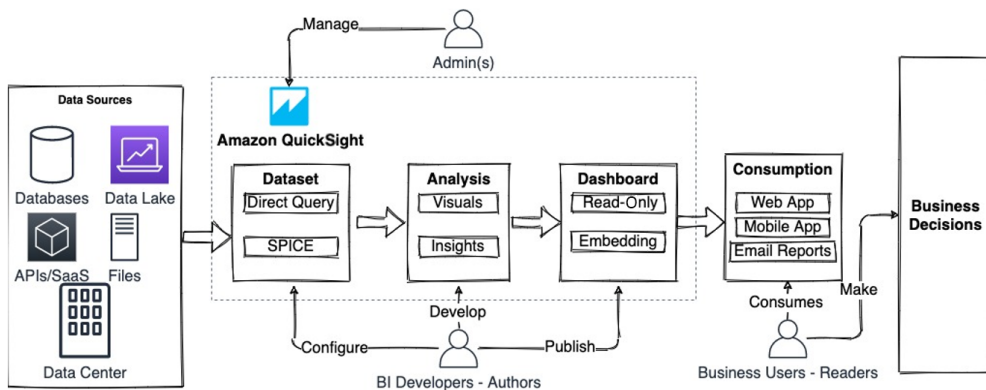 Manage
Admin(s)
Data Sources
Databases
Data Lake
APIs/SaaS
Files
Data Center
Amazon QuickSight
Dataset
Direct Query
SPICE
Analysis
Visuals
Insights
Dashboard
Read-Only
Embedding
Consumption
Web App
Mobile App
Email Reports
Business
Decisions
Configure
Develop
Publish
BI Developers - Authors
Consumes
Make
Business Users - Readers